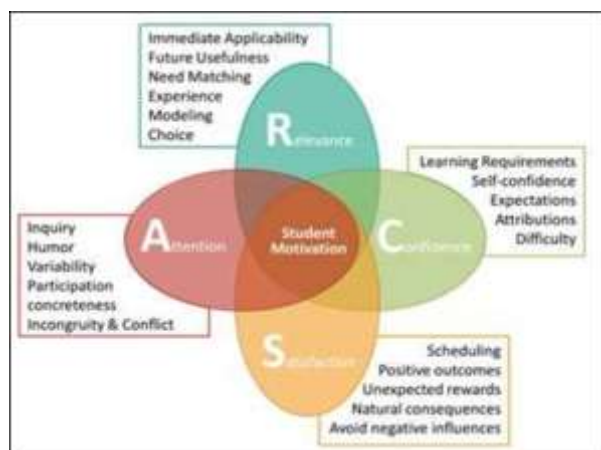 Immediate Applicability
Future Usefulness
Need Matching
Experience
Modeling
Choice
Relevance
Learning Requirements
Self-confidence
Expectations
Attributions
Difficulty
Inquiry
Humor
Variability
Participation
concreteness
Incongruity & Conflict
Attention
Student
Motivation
Confidence
Satisfaction
Scheduling
Positive outcomes
Unexpected rewards
Natural consequences
Avoid negative influences